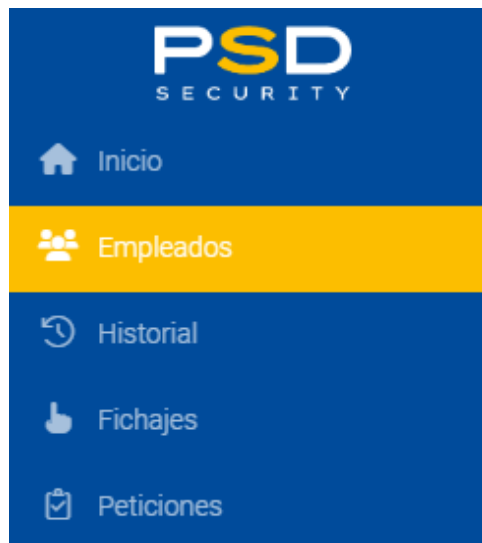 PSD
SECURITY
Inicio
Empleados
Historial
Fichajes
Peticiones